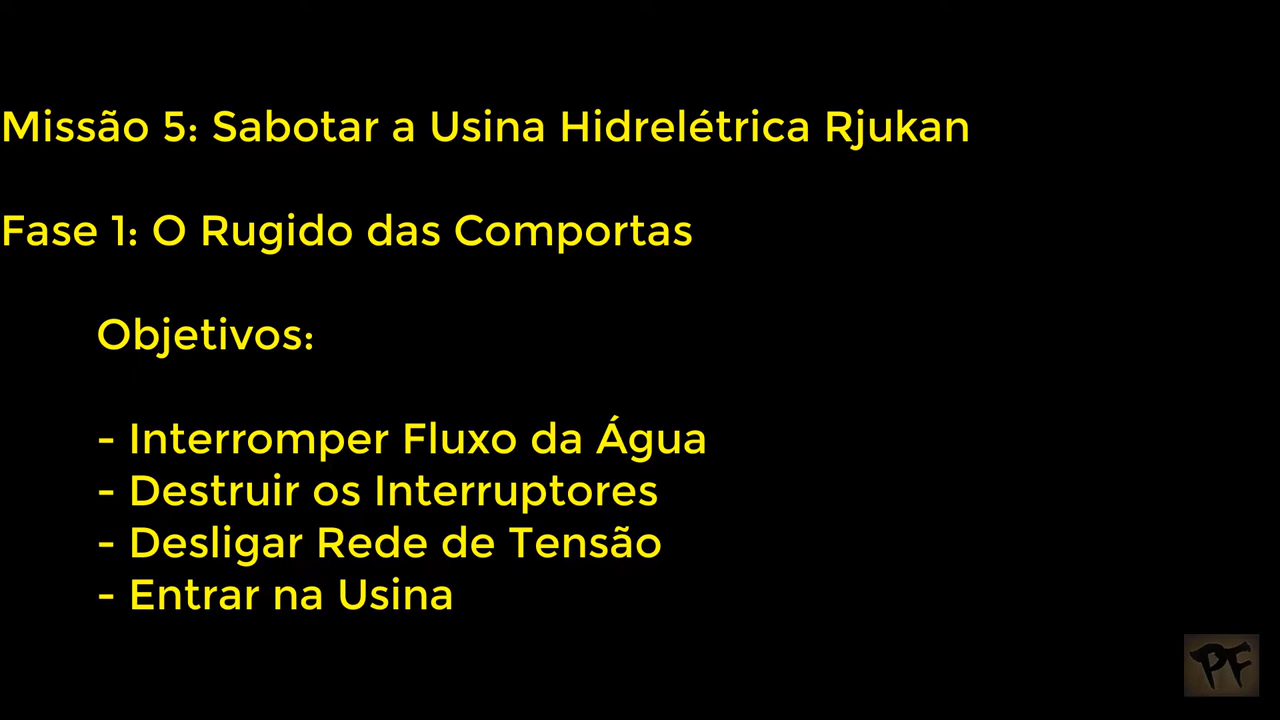 Missão 5: Sabotar a Usina Hidrelétrica Rjukan
Fase 1: O Rugido das Comportas
Objetivos:
- Interromper Fluxo da Água
- Destruir os Interruptores
- Desligar Rede de Tensão
- Entrar na Usina
PF